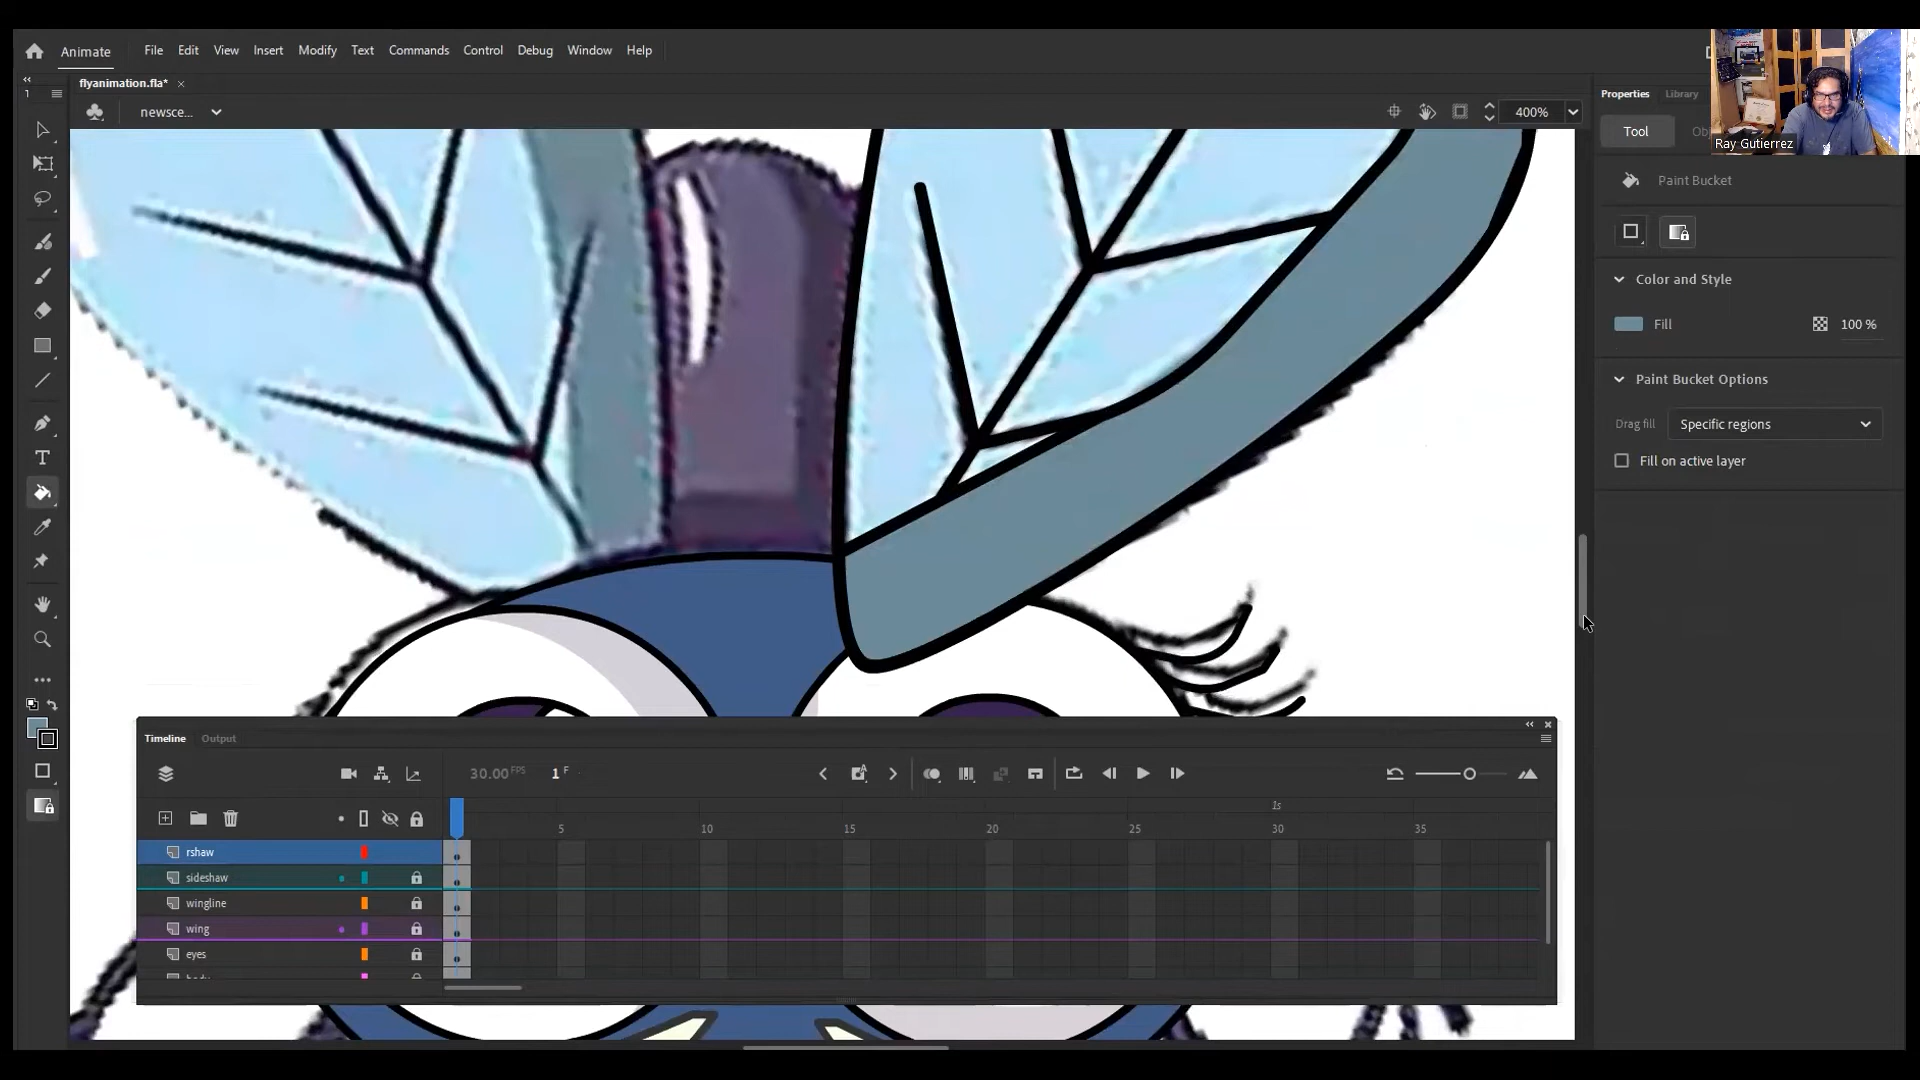 Animate File Edit View Insert Modify Text Commands Control Debug Window Help
flyanimation.fla* ×
1
newsce... 400%
Properties Library
Tool
Ray Gutierrez
Paint Bucket
Color and Style
Fill 100 %
Paint Bucket Options
Drag fill Specific regions
Fill on active layer
Timeline Output
30.00 FPS 1 F
1s
5 10 15 20 25 30 35
rshaw
sideshaw
wingline
wing
eyes